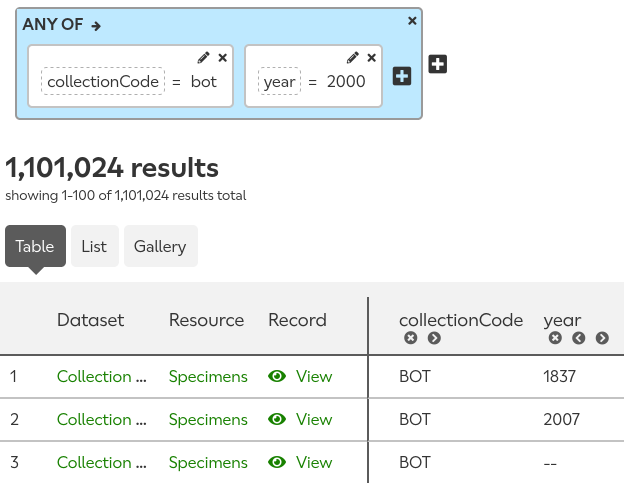 ANY OF →
collectionCode = bot year = 2000
1,101,024 results
showing 1-100 of 1,101,024 results total
Table List Gallery
Dataset Resource Record collectionCode year
1 Collection ... Specimens View BOT 1837
2 Collection ... Specimens View BOT 2007
3 Collection ... Specimens View BOT --